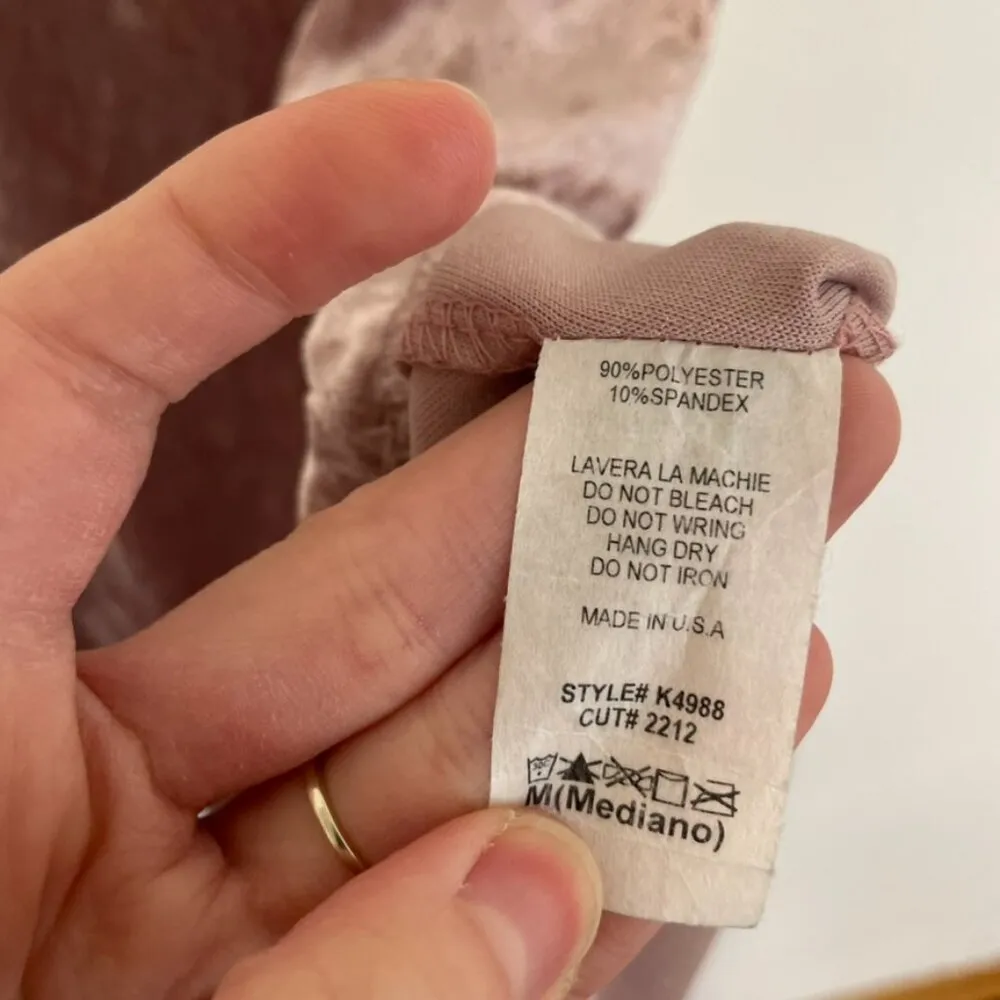 90%POLYESTER
10%SPANDEX
LAVERA LA MACHIE
DO NOT BLEACH
DO NOT WRING
HANG DRY
DO NOT IRON
MADE IN U.S.A
STYLE# K4988
CUT# 2212
30C
M(Mediano)